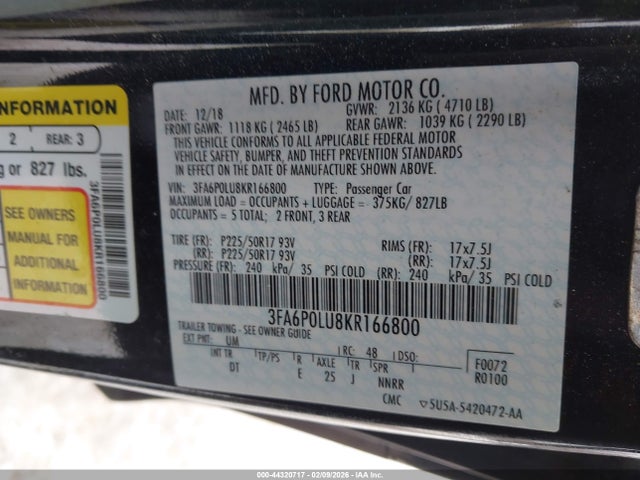 INFORMATION
2 REAR: 3
or 827 lbs.
SEE OWNERS
MANUAL FOR
ADDITIONAL
INFORMATION
3FA6P0LU8KR166800
MFD. BY FORD MOTOR CO.
DATE: 12/18 GVWR: 2136 KG ( 4710 LB)
FRONT GAWR: 1118 KG ( 2465 LB) REAR GAWR: 1039 KG ( 2290 LB)
THIS VEHICLE CONFORMS TO ALL APPLICABLE FEDERAL MOTOR
VEHICLE SAFETY, BUMPER, AND THEFT PREVENTION STANDARDS
IN EFFECT ON THE DATE OF MANUFACTURE SHOWN ABOVE.
VIN: 3FA6P0LU8KR166800 TYPE: Passenger Car
MAXIMUM LOAD = OCCUPANTS + LUGGAGE = 375KG/ 827LB
OCCUPANTS = 5 TOTAL; 2 FRONT, 3 REAR
TIRE (FR): P225/50R17 93V RIMS (FR): 17x7.5J
(RR): P225/50R17 93V (RR): 17x7.5J
PRESSURE (FR): 240 kPa/ 35 PSI COLD (RR): 240 kPa/ 35 PSI COLD
3FA6P0LU8KR166800
TRAILER TOWING - SEE OWNER GUIDE
EXT PNT: UM RC: 48 DSO: F0072
INT TR TP/PS R AXLE TR SPR R0100
DT E 25 J NNRR
CMC ▽5USA-5420472-AA
000-44320717 - 02/09/2026 - IAAI.COM